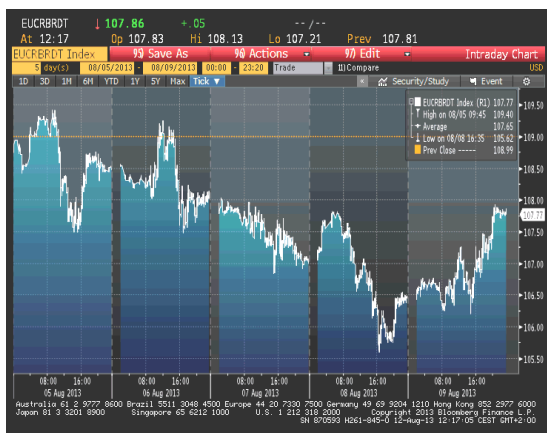 EUCRBRDT ↓ 107.86 +.05 --/--
At 12:17 Op 107.83 Hi 108.13 Lo 107.21 Prev 107.81
EUCRBRDT Index 95) Save As 96) Actions 97) Edit Intraday Chart
5 day(s) 08/05/2013 - 08/09/2013 00:00 - 23:20 Trade 11) Compare USD
1D 3D 1M 6M YTD 1Y 5Y Max Tick ▼ « Security/Study Event
EUCRBRDT Index (R1) 107.77
High on 08/05 09:45 109.40
Average 107.65
Low on 08/08 16:35 105.62
Prev Close ----- 108.99
109.50
109.00
108.50
108.00
107.77
107.50
107.00
106.50
106.00
105.50
08:00 16:00 08:00 16:00 08:00 16:00 08:00 16:00 08:00 16:00
05 Aug 2013 06 Aug 2013 07 Aug 2013 08 Aug 2013 09 Aug 2013
Australia 61 2 9777 8600 Brazil 5511 3048 4500 Europe 44 20 7330 7500 Germany 49 69 9204 1210 Hong Kong 852 2977 6000
Japan 81 3 3201 8900 Singapore 65 6212 1000 U.S. 1 212 318 2000 Copyright 2013 Bloomberg Finance L.P.
SN 870593 H261-845-0 12-Aug-13 12:17:05 CEST GMT+2:00